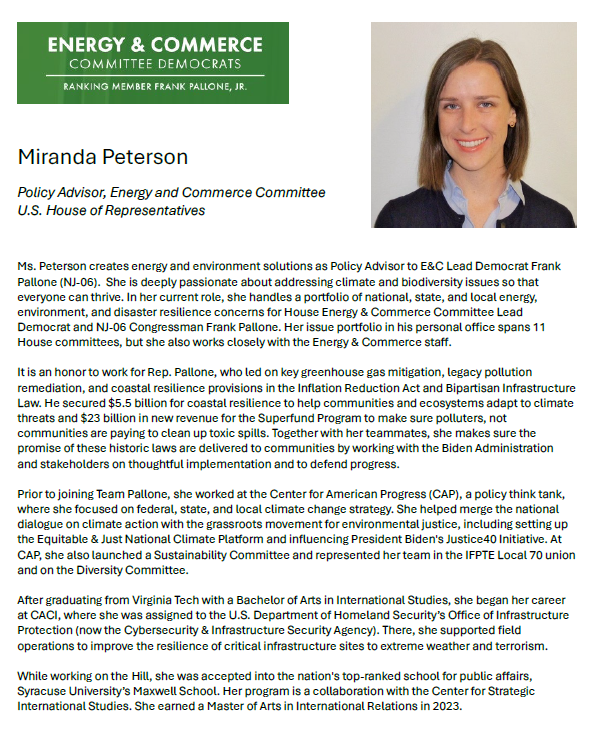 ENERGY & COMMERCE
COMMITTEE DEMOCRATS
RANKING MEMBER FRANK PALLONE, JR.
Miranda Peterson
Policy Advisor, Energy and Commerce Committee
U.S. House of Representatives
Ms. Peterson creates energy and environment solutions as Policy Advisor to E&C Lead Democrat Frank
Pallone (NJ-06).  She is deeply passionate about addressing climate and biodiversity issues so that
everyone can thrive. In her current role, she handles a portfolio of national, state, and local energy,
environment, and disaster resilience concerns for House Energy & Commerce Committee Lead
Democrat and NJ-06 Congressman Frank Pallone. Her issue portfolio in his personal office spans 11
House committees, but she also works closely with the Energy & Commerce staff.
It is an honor to work for Rep. Pallone, who led on key greenhouse gas mitigation, legacy pollution
remediation, and coastal resilience provisions in the Inflation Reduction Act and Bipartisan Infrastructure
Law. He secured $5.5 billion for coastal resilience to help communities and ecosystems adapt to climate
threats and $23 billion in new revenue for the Superfund Program to make sure polluters, not
communities are paying to clean up toxic spills. Together with her teammates, she makes sure the
promise of these historic laws are delivered to communities by working with the Biden Administration
and stakeholders on thoughtful implementation and to defend progress.
Prior to joining Team Pallone, she worked at the Center for American Progress (CAP), a policy think tank,
where she focused on federal, state, and local climate change strategy. She helped merge the national
dialogue on climate action with the grassroots movement for environmental justice, including setting up
the Equitable & Just National Climate Platform and influencing President Biden's Justice40 Initiative. At
CAP, she also launched a Sustainability Committee and represented her team in the IFPTE Local 70 union
and on the Diversity Committee.
After graduating from Virginia Tech with a Bachelor of Arts in International Studies, she began her career
at CACI, where she was assigned to the U.S. Department of Homeland Security's Office of Infrastructure
Protection (now the Cybersecurity & Infrastructure Security Agency). There, she supported field
operations to improve the resilience of critical infrastructure sites to extreme weather and terrorism.
While working on the Hill, she was accepted into the nation's top-ranked school for public affairs,
Syracuse University's Maxwell School. Her program is a collaboration with the Center for Strategic
International Studies. She earned a Master of Arts in International Relations in 2023.